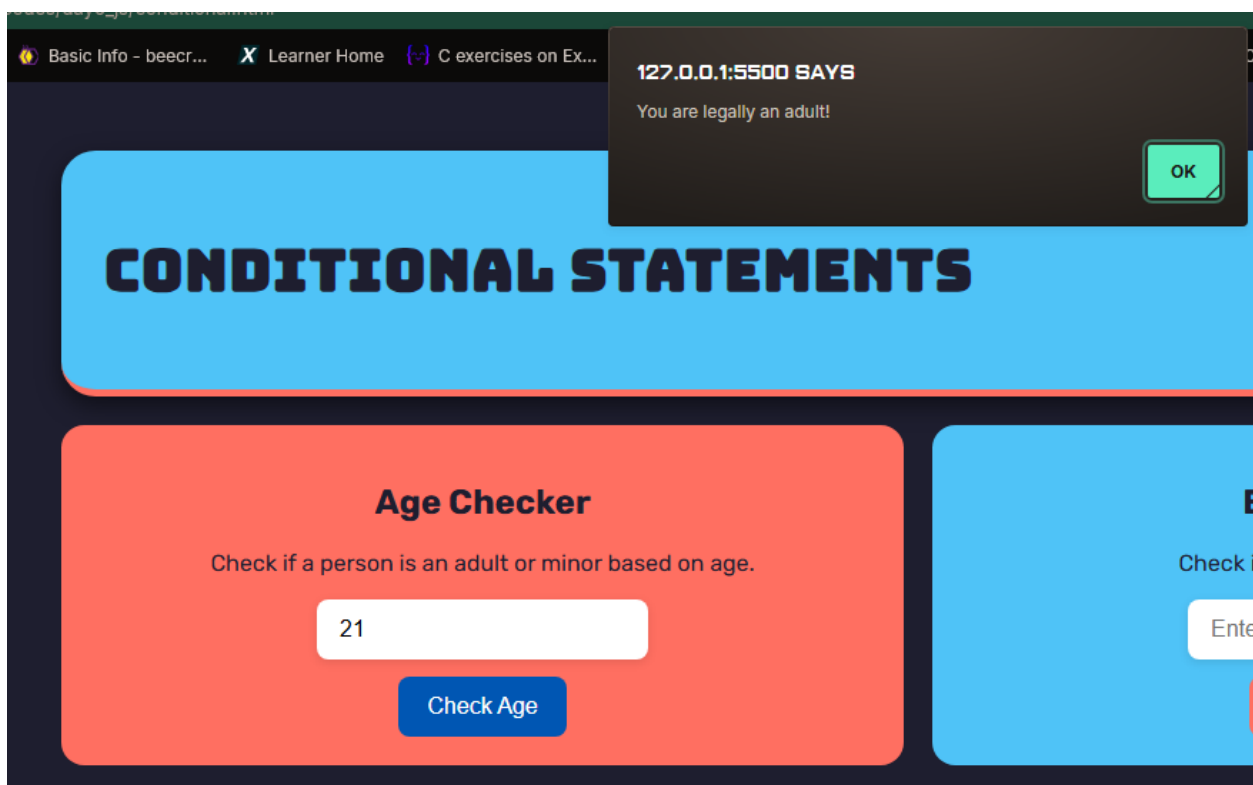 Basic Info - beecr...
Learner Home
C exercises on Ex...
127.0.0.1:5500 SAYS
You are legally an adult!
OK
CONDITIONAL STATEMENTS
Age Checker
Check if a person is an adult or minor based on age.
21
Check Age
Check
Ente